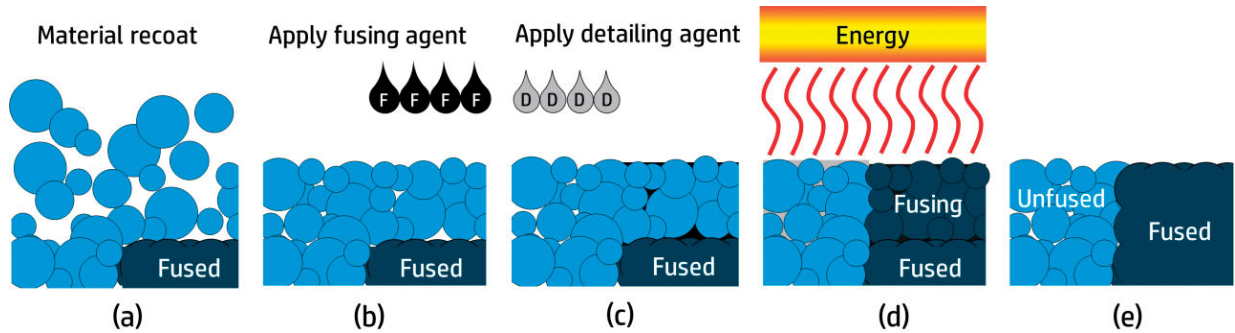 Material recoat
Apply fusing agent
Apply detailing agent
Energy
F F F F
D D D D
Fused
Fused
Fused
Fusing
Fused
Unfused
Fused
(a)
(b)
(c)
(d)
(e)